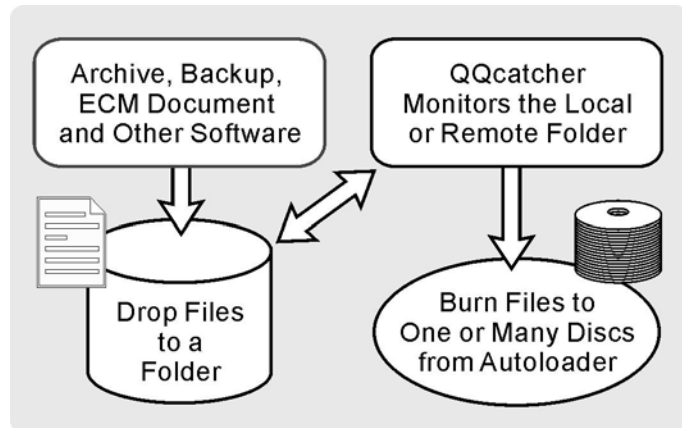 Archive, Backup,
ECM Document
and Other Software
QQcatcher
Monitors the Local
or Remote Folder
Drop Files
to a
Folder
Burn Files to
One or Many Discs
from Autoloader